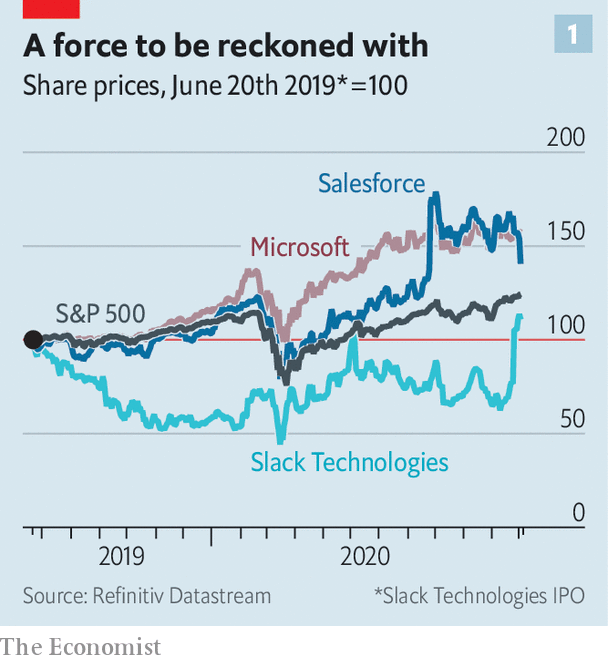 A force to be reckoned with
1
Share prices, June 20th 2019*=100
200
Salesforce
150
Microsoft
S&P 500
100
50
Slack Technologies
0
2019
2020
Source: Refinitiv Datastream
*Slack Technologies IPO
The Economist